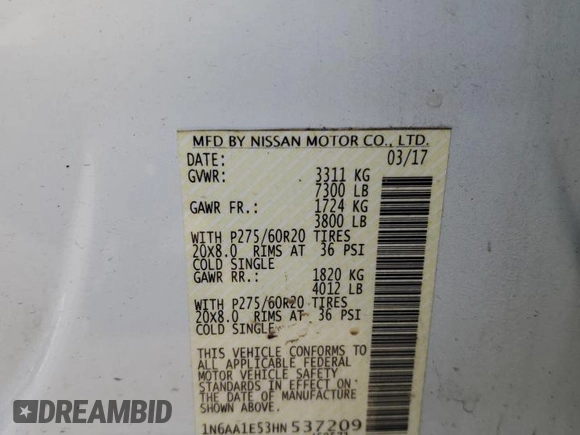 MFD BY NISSAN MOTOR CO., LTD.
DATE: 03/17
GVWR: 3311 KG
7300 LB
GAWR FR.: 1724 KG
3800 LB
WITH P275/60R20 TIRES
20x8.0 RIMS AT 36 PSI
COLD SINGLE
GAWR RR.: 1820 KG
4012 LB
WITH P275/60R20 TIRES
20x8.0 RIMS AT 36 PSI
COLD SINGLE
THIS VEHICLE CONFORMS TO
ALL APPLICABLE FEDERAL
MOTOR VEHICLE SAFETY
STANDARDS IN EFFECT ON
THE DATE OF MANUFACTURE
SHOWN ABOVE.
1N6AA1E53HN 537209
DREAMBID